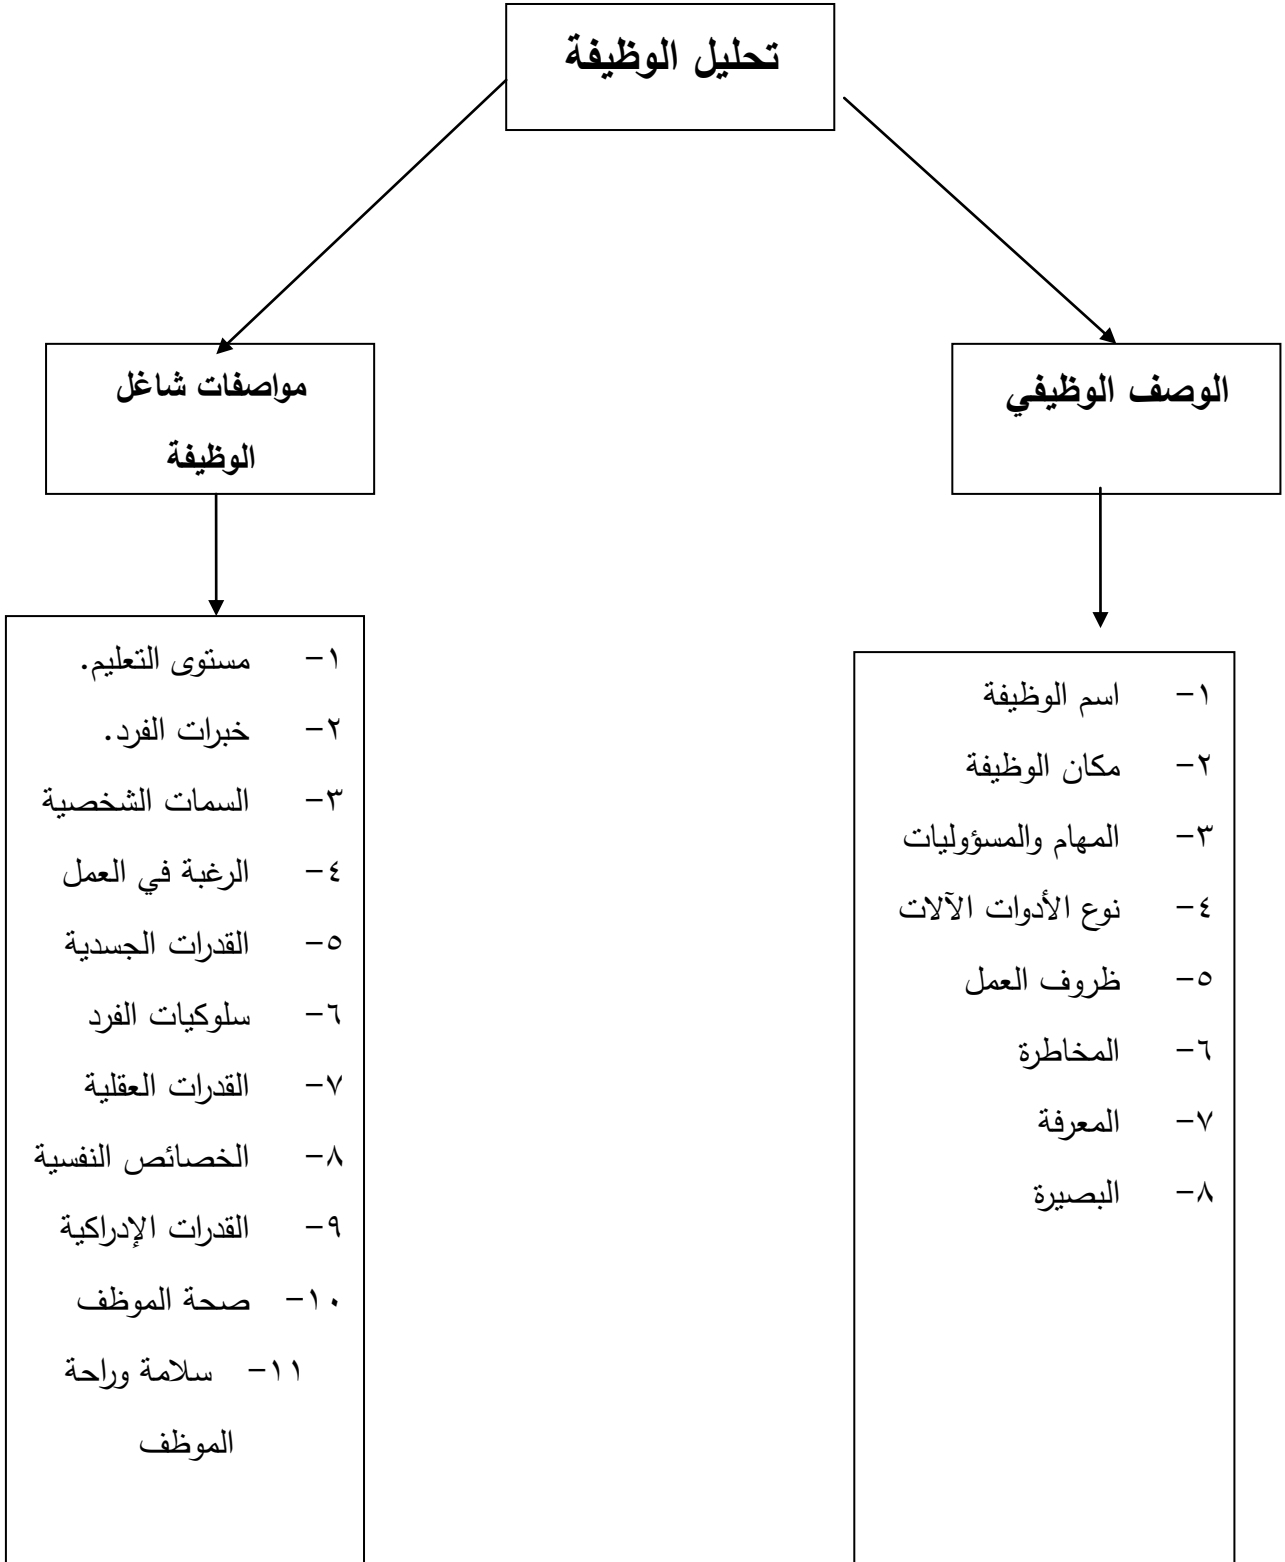 تحليل الوظيفة
الوصف الوظيفي
١- اسم الوظيفة
٢- مكان الوظيفة
٣- المهام والمسؤوليات
٤- نوع الأدوات الآلات
٥- ظروف العمل
٦- المخاطرة
٧- المعرفة
٨- البصيرة
مواصفات شاغل
الوظيفة
١- مستوى التعليم.
٢- خبرات الفرد.
٣- السمات الشخصية
٤- الرغبة في العمل
٥- القدرات الجسدية
٦- سلوكيات الفرد
٧- القدرات العقلية
٨- الخصائص النفسية
٩- القدرات الإدراكية
١٠- صحة الموظف
١١- سلامة وراحة
الموظف